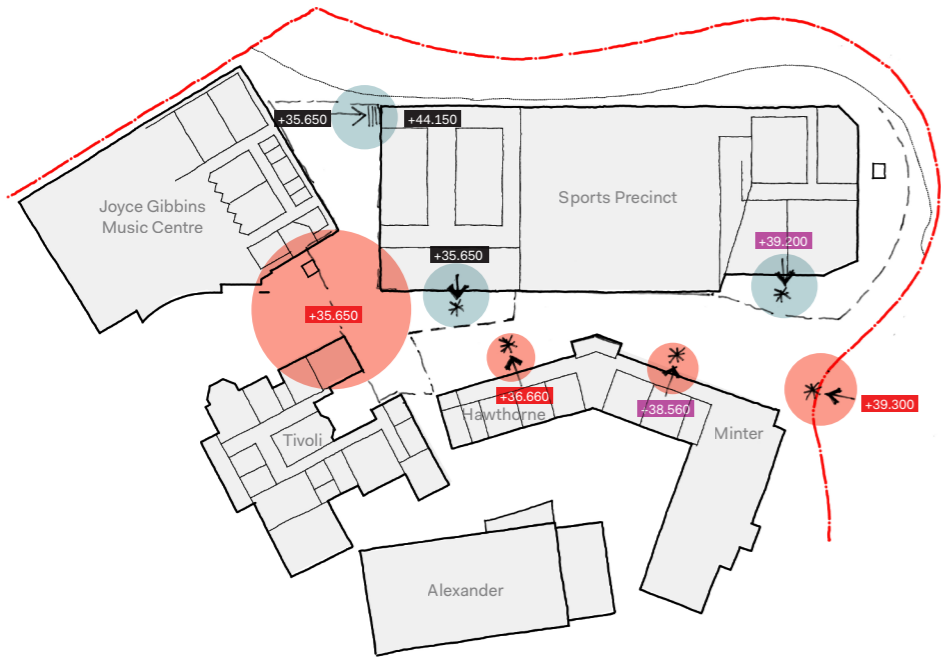 +35.650
+44.150
Joyce Gibbins
Music Centre
Sports Precinct
+39.200
+35.650
+35.650
+36.660
Hawthorne
+38.560
+39.300
Tivoli
Minter
Alexander